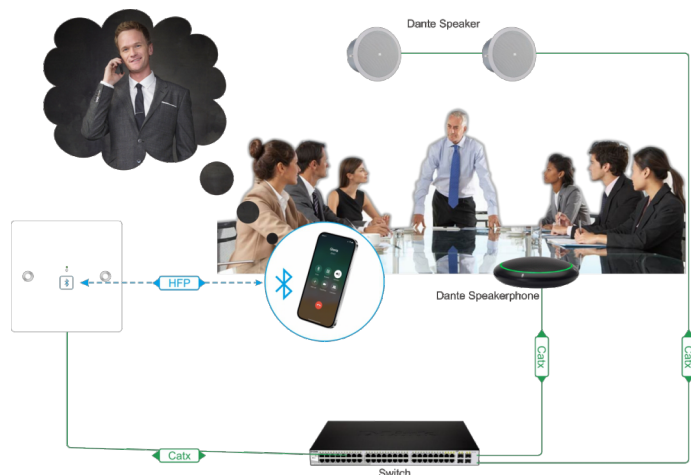 Dante Speaker
HFP
Dante Speakerphone
Catx
Catx
Catx
Switch